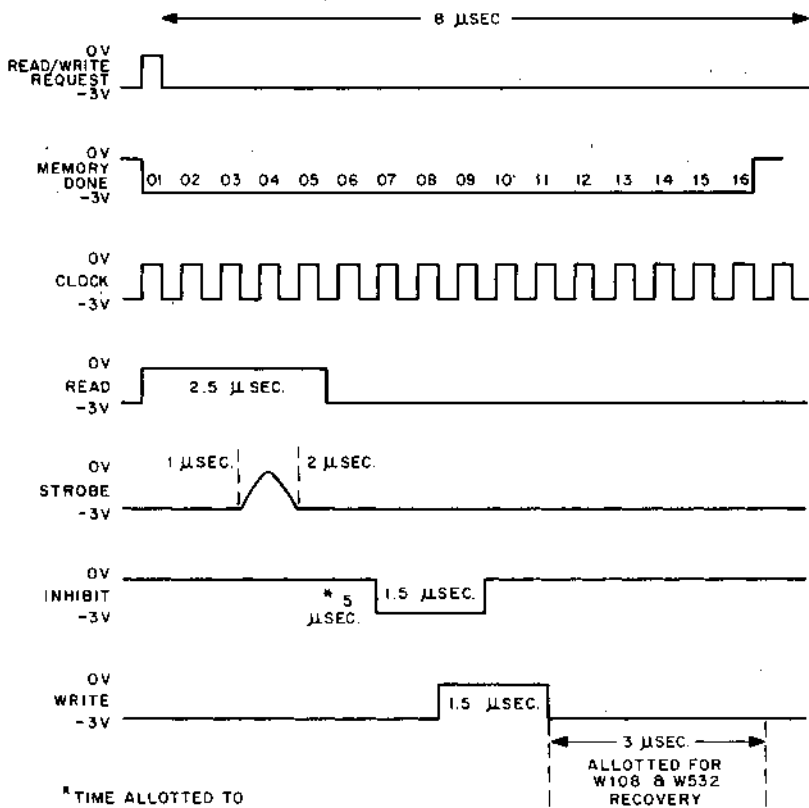 8 µSEC
0V
READ/WRITE
REQUEST
-3V
0V
MEMORY
DONE
-3V
01 02 03 04 05 06 07 08 09 10 11 12 13 14 15 16
0V
CLOCK
-3V
0V
READ
-3V
2.5 µSEC.
0V
STROBE
-3V
1 µSEC. 2 µSEC.
0V
INHIBIT
-3V
* 5
µSEC.
1.5 µSEC.
0V
WRITE
-3V
1.5 µSEC.
3 µSEC.
ALLOTTED FOR
W108 & W532
RECOVERY
*TIME ALLOTTED TO